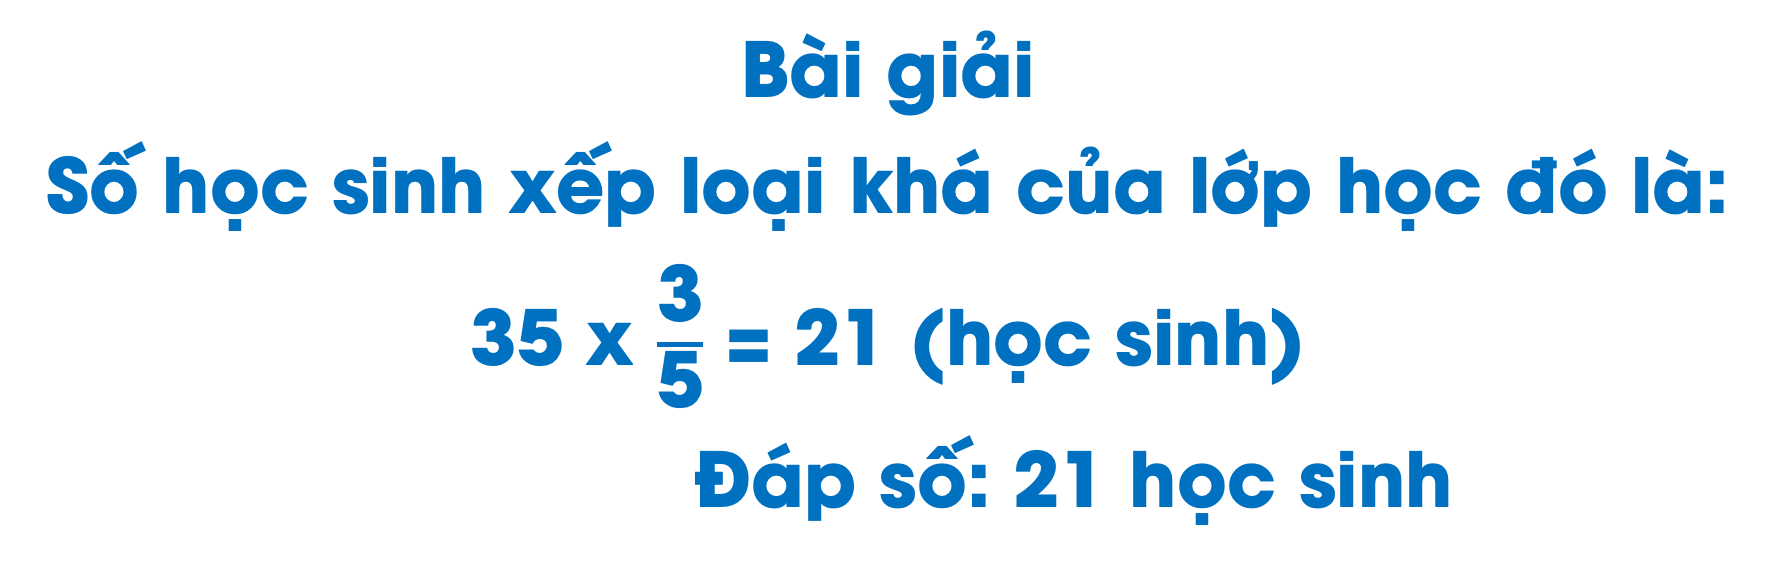 Bài giải
Số học sinh xếp loại khá của lớp học đó là:
35 x 3/5 = 21 (học sinh)
Đáp số: 21 học sinh